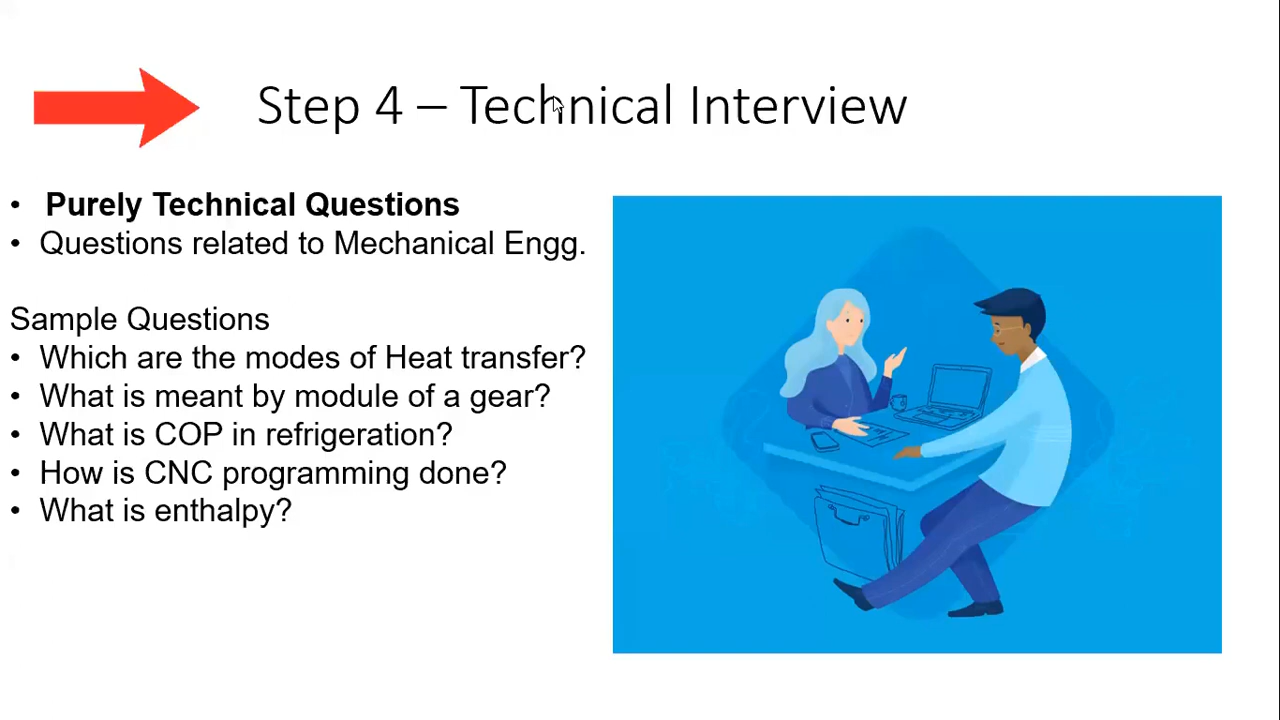 Step 4 – Technical Interview
• Purely Technical Questions
• Questions related to Mechanical Engg.
Sample Questions
• Which are the modes of Heat transfer?
• What is meant by module of a gear?
• What is COP in refrigeration?
• How is CNC programming done?
• What is enthalpy?